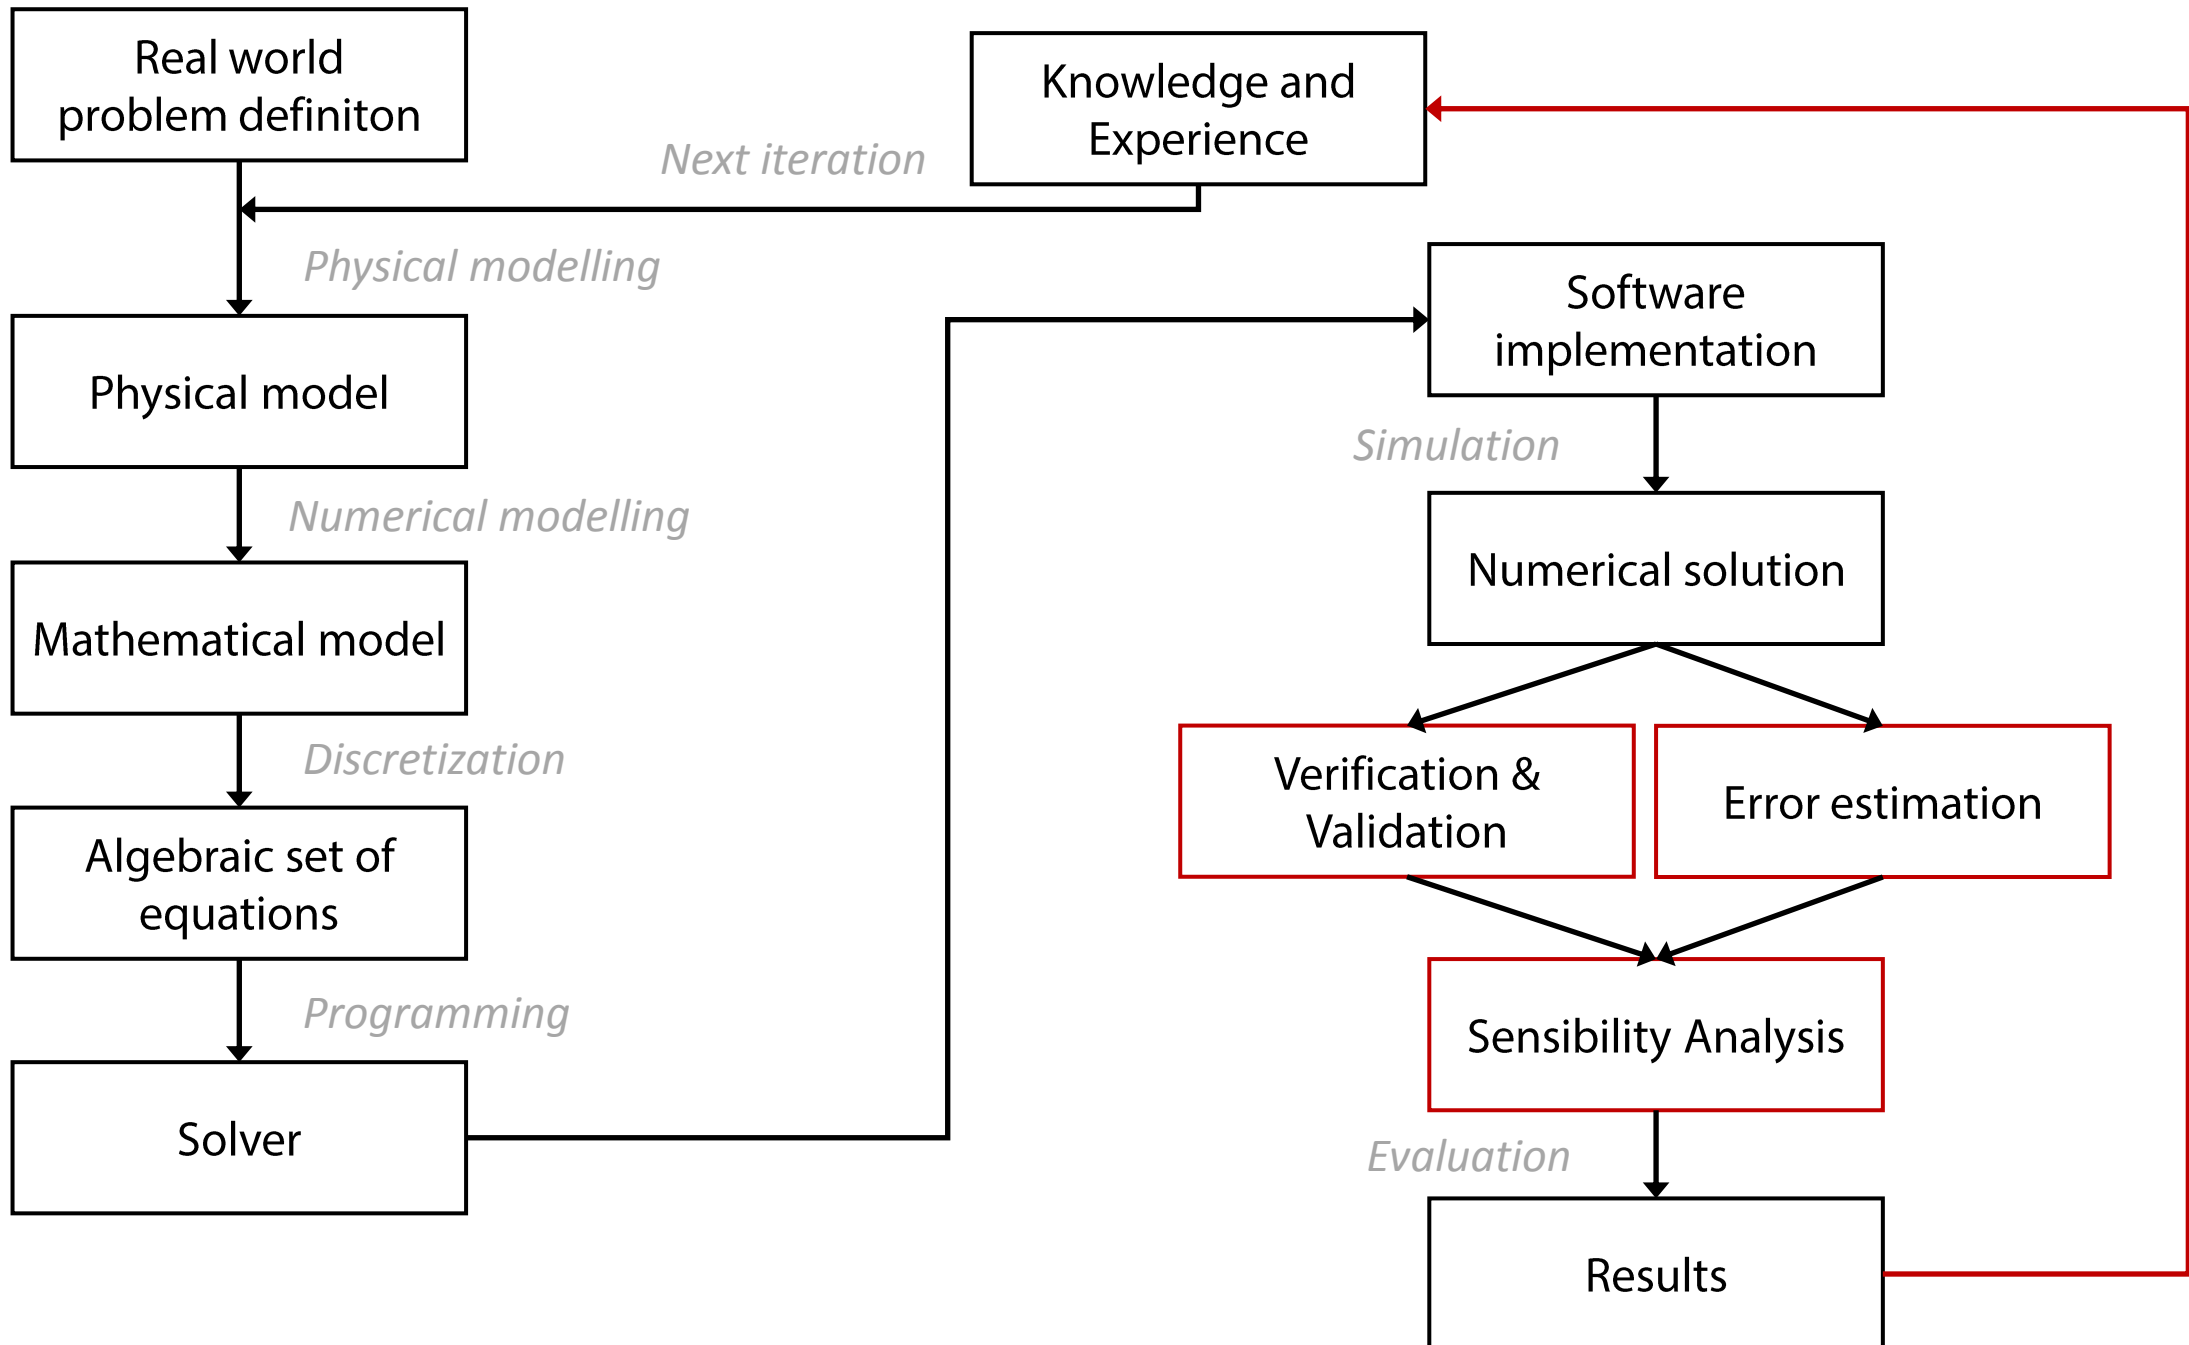 Real world
problem definiton
Knowledge and
Experience
Next iteration
Physical modelling
Physical model
Numerical modelling
Mathematical model
Discretization
Algebraic set of
equations
Programming
Solver
Software
implementation
Simulation
Numerical solution
Verification &
Validation
Error estimation
Sensibility Analysis
Evaluation
Results